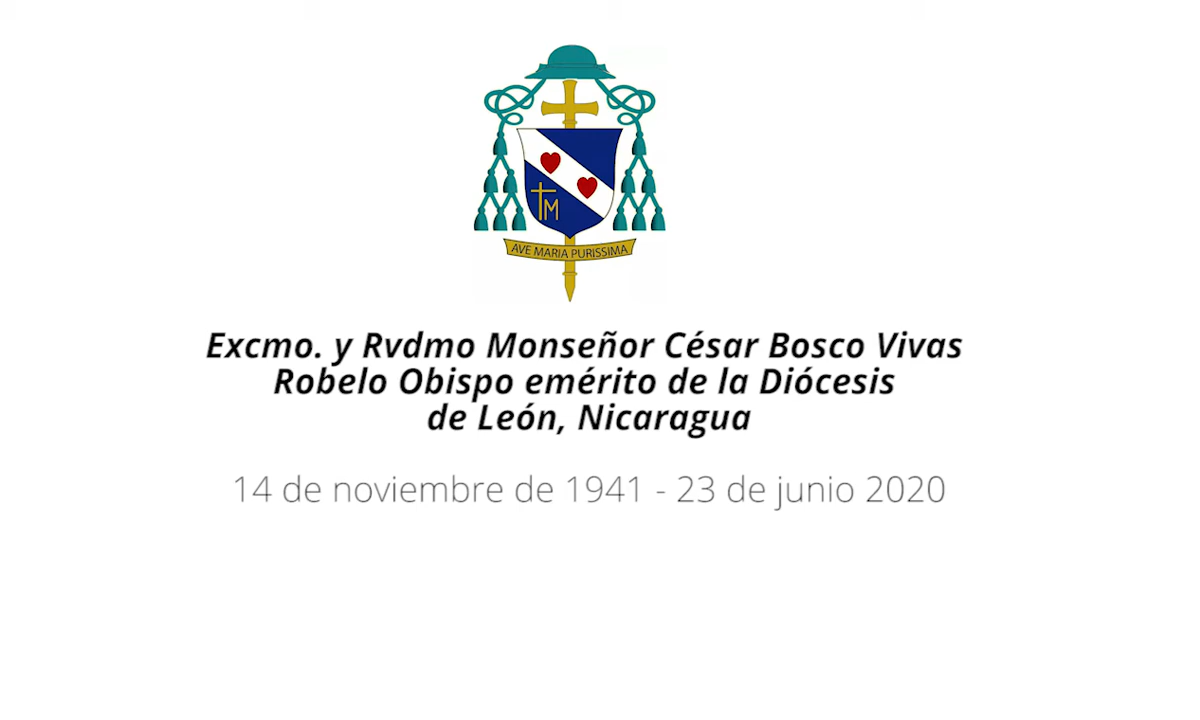 AVE MARIA PURISSIMA
Excmo. y Rvdmo Monseñor César Bosco Vivas
Robelo Obispo emérito de la Diócesis
de León, Nicaragua
14 de noviembre de 1941 - 23 de junio 2020